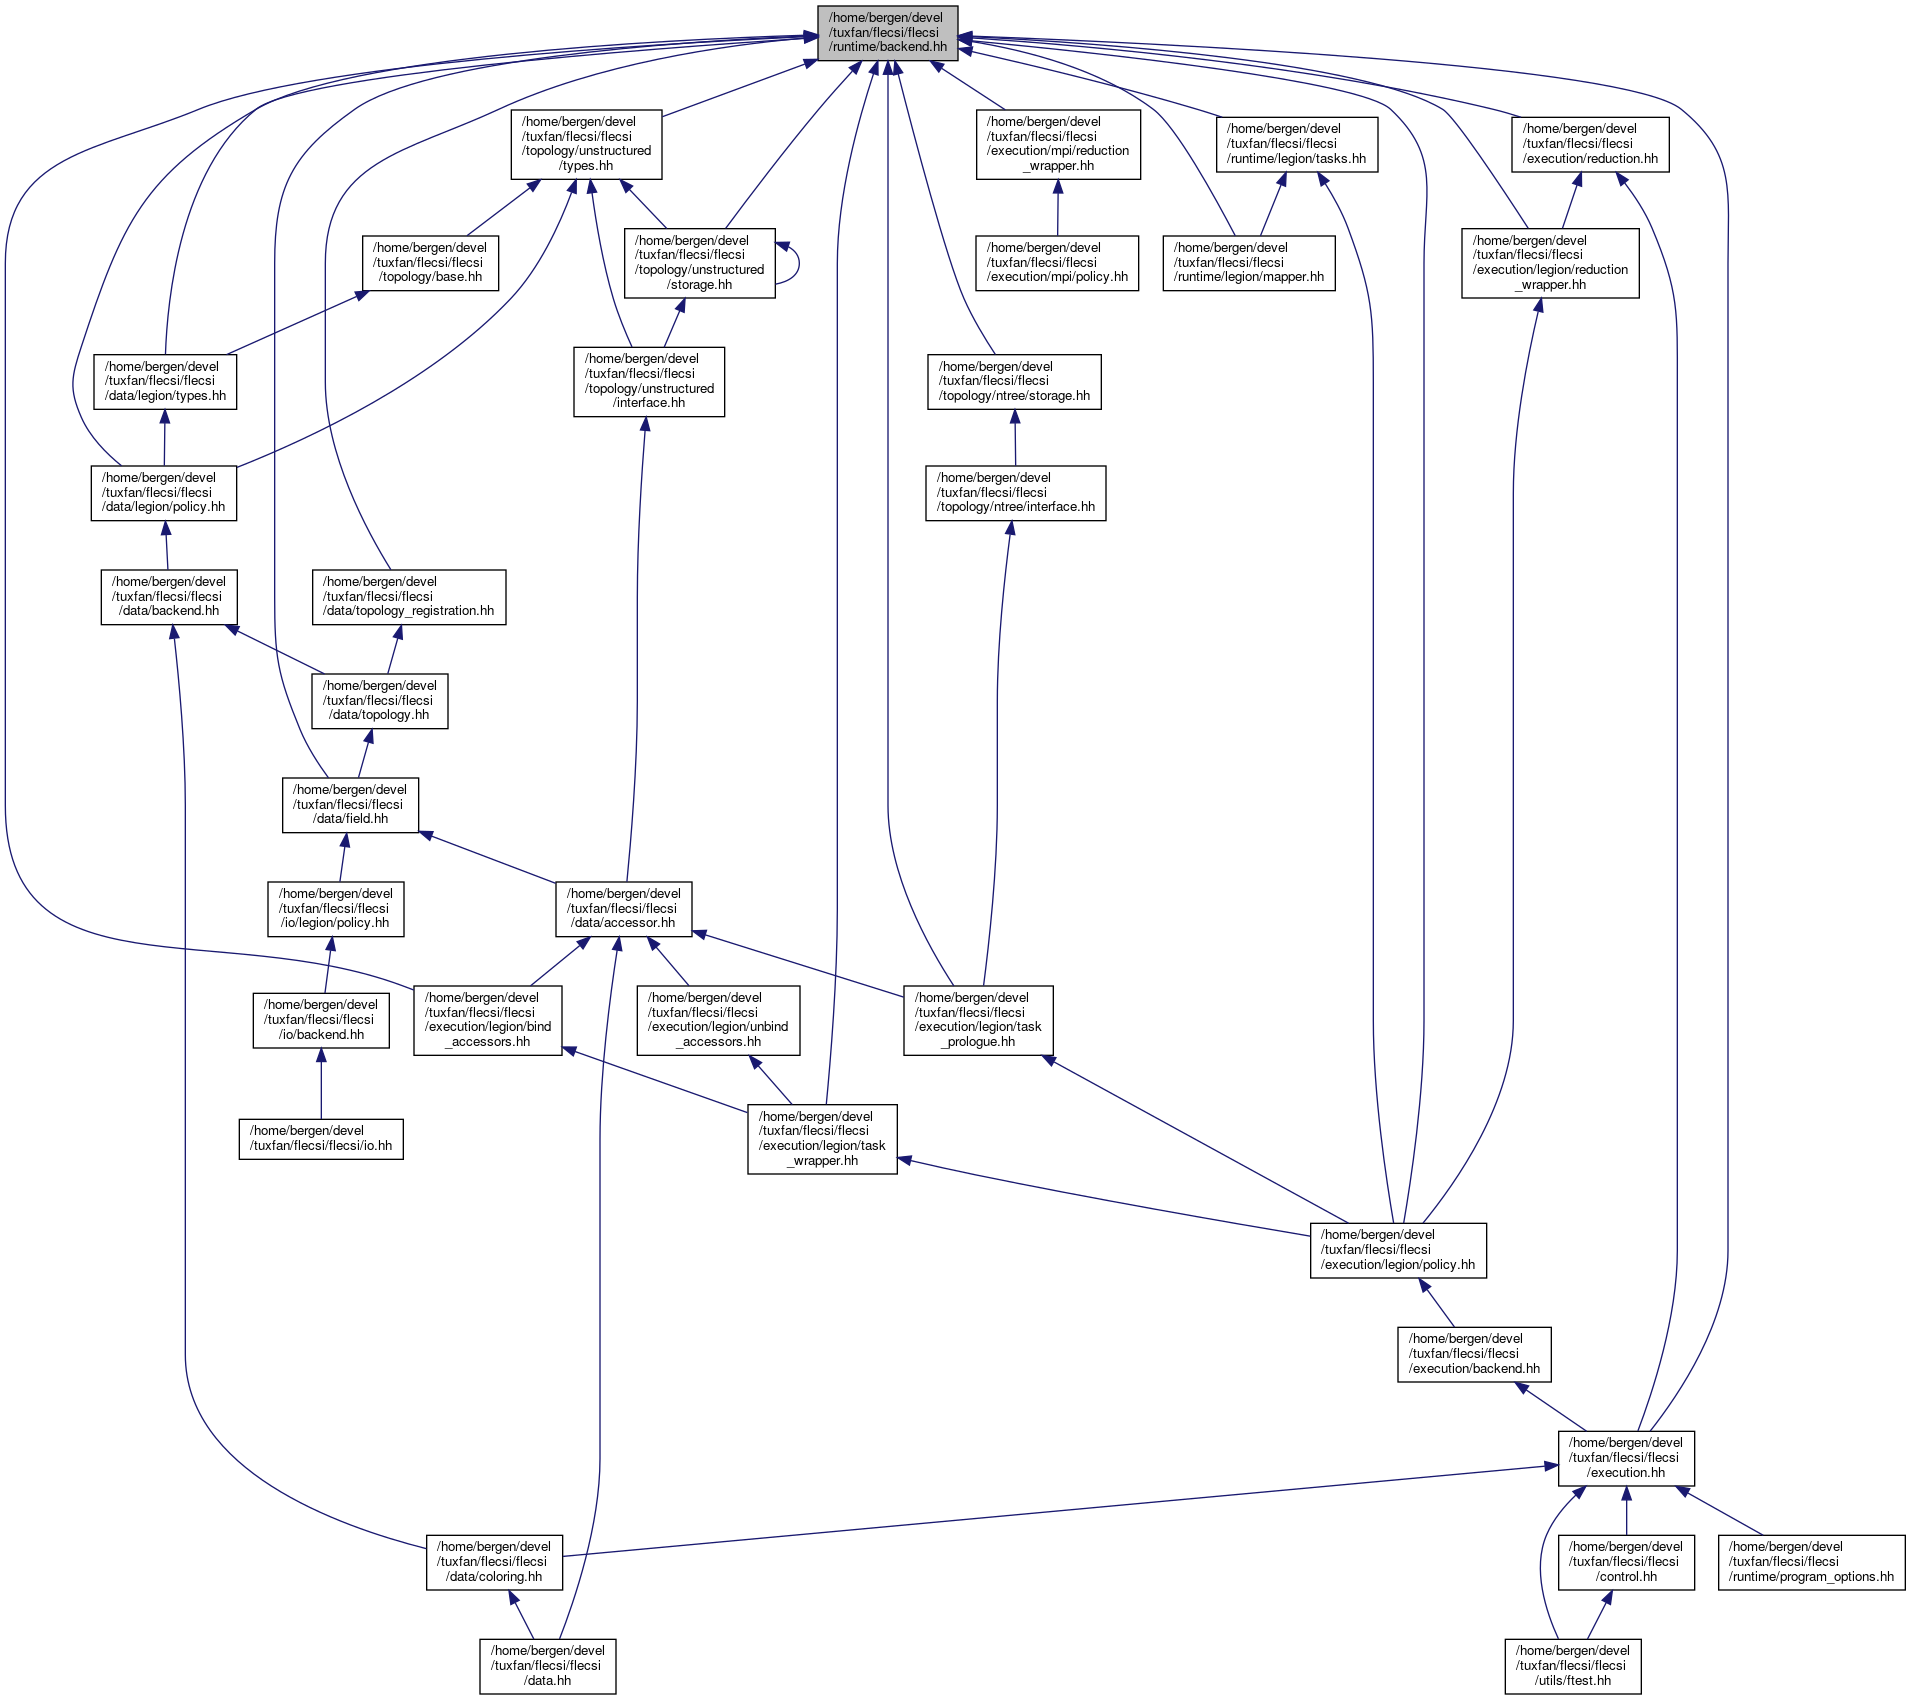 /home/bergen/devel
/tuxfan/flecsi/flecsi
/runtime/backend.hh
/home/bergen/devel
/tuxfan/flecsi/flecsi
/topology/unstructured
/types.hh
/home/bergen/devel
/tuxfan/flecsi/flecsi
/execution/mpi/reduction
_wrapper.hh
/home/bergen/devel
/tuxfan/flecsi/flecsi
/runtime/legion/tasks.hh
/home/bergen/devel
/tuxfan/flecsi/flecsi
/execution/reduction.hh
/home/bergen/devel
/tuxfan/flecsi/flecsi
/topology/base.hh
/home/bergen/devel
/tuxfan/flecsi/flecsi
/topology/unstructured
/storage.hh
/home/bergen/devel
/tuxfan/flecsi/flecsi
/execution/mpi/policy.hh
/home/bergen/devel
/tuxfan/flecsi/flecsi
/runtime/legion/mapper.hh
/home/bergen/devel
/tuxfan/flecsi/flecsi
/execution/legion/reduction
_wrapper.hh
/home/bergen/devel
/tuxfan/flecsi/flecsi
/data/legion/types.hh
/home/bergen/devel
/tuxfan/flecsi/flecsi
/topology/unstructured
/interface.hh
/home/bergen/devel
/tuxfan/flecsi/flecsi
/topology/ntree/storage.hh
/home/bergen/devel
/tuxfan/flecsi/flecsi
/data/legion/policy.hh
/home/bergen/devel
/tuxfan/flecsi/flecsi
/topology/ntree/interface.hh
/home/bergen/devel
/tuxfan/flecsi/flecsi
/data/backend.hh
/home/bergen/devel
/tuxfan/flecsi/flecsi
/data/topology_registration.hh
/home/bergen/devel
/tuxfan/flecsi/flecsi
/data/topology.hh
/home/bergen/devel
/tuxfan/flecsi/flecsi
/data/field.hh
/home/bergen/devel
/tuxfan/flecsi/flecsi
/io/legion/policy.hh
/home/bergen/devel
/tuxfan/flecsi/flecsi
/data/accessor.hh
/home/bergen/devel
/tuxfan/flecsi/flecsi
/io/backend.hh
/home/bergen/devel
/tuxfan/flecsi/flecsi
/execution/legion/bind
_accessors.hh
/home/bergen/devel
/tuxfan/flecsi/flecsi
/execution/legion/unbind
_accessors.hh
/home/bergen/devel
/tuxfan/flecsi/flecsi
/execution/legion/task
_prologue.hh
/home/bergen/devel
/tuxfan/flecsi/flecsi/io.hh
/home/bergen/devel
/tuxfan/flecsi/flecsi
/execution/legion/task
_wrapper.hh
/home/bergen/devel
/tuxfan/flecsi/flecsi
/execution/legion/policy.hh
/home/bergen/devel
/tuxfan/flecsi/flecsi
/execution/backend.hh
/home/bergen/devel
/tuxfan/flecsi/flecsi
/execution.hh
/home/bergen/devel
/tuxfan/flecsi/flecsi
/data/coloring.hh
/home/bergen/devel
/tuxfan/flecsi/flecsi
/control.hh
/home/bergen/devel
/tuxfan/flecsi/flecsi
/runtime/program_options.hh
/home/bergen/devel
/tuxfan/flecsi/flecsi
/data.hh
/home/bergen/devel
/tuxfan/flecsi/flecsi
/utils/ftest.hh